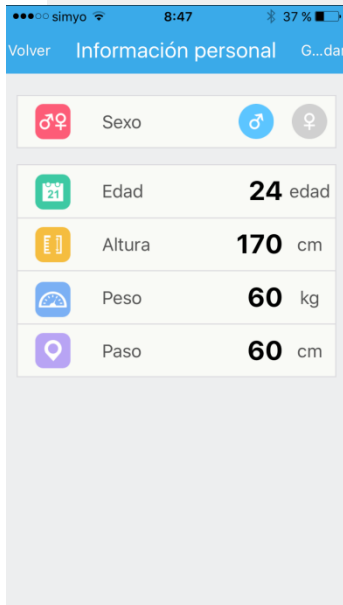 simyo 8:47 37 %
Volver Información personal G...dar
Sexo
21
Edad 24 edad
Altura 170 cm
Peso 60 kg
Paso 60 cm